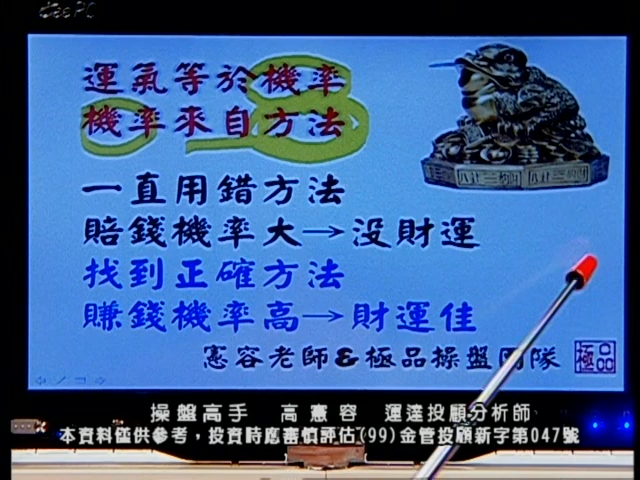 運氣等於機率
機率來自方法
一直用錯方法
賠錢機率大→没財運
找到正確方法
賺錢機率高→財運佳
憲容老師&極品操盤團隊
極品
操盤高手 高憲容 運達投顧分析師
本資料僅供參考，投資時應審慎評估(99)金管投顧新字第047號